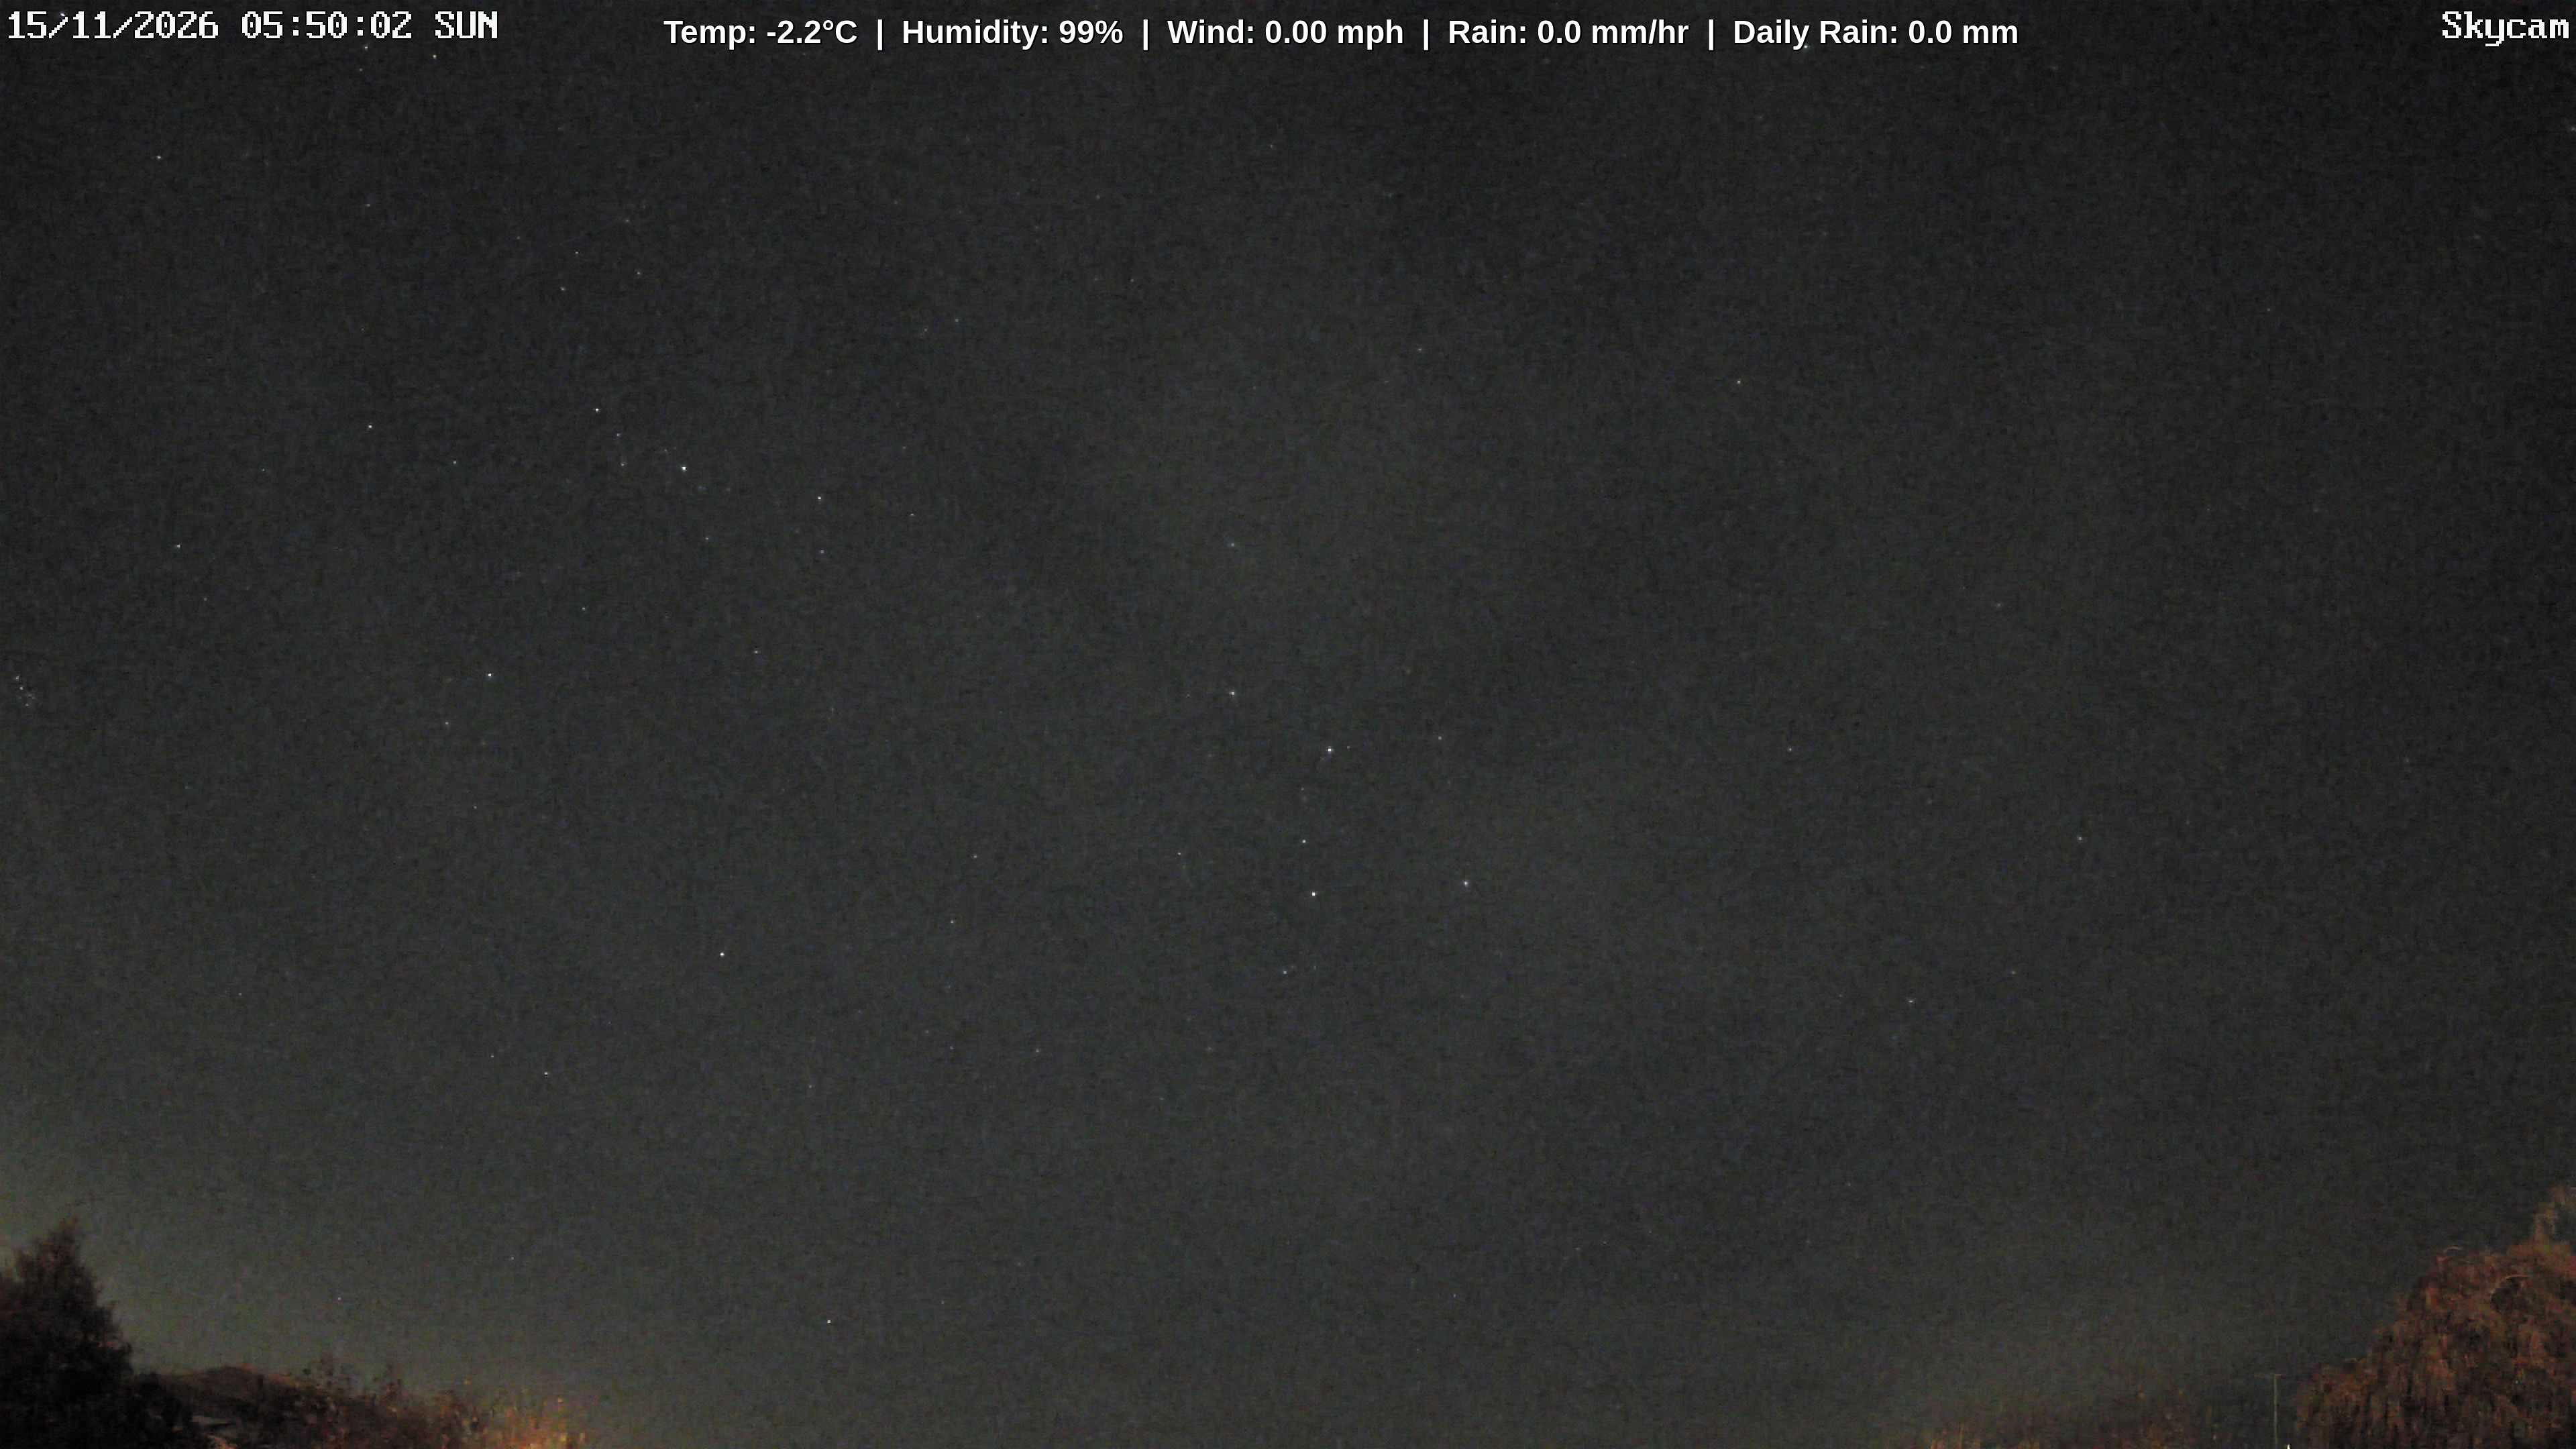 15/11/2026 05:50:02 SUN
Temp: -2.2°C | Humidity: 99% | Wind: 0.00 mph | Rain: 0.0 mm/hr | Daily Rain: 0.0 mm
Skycam